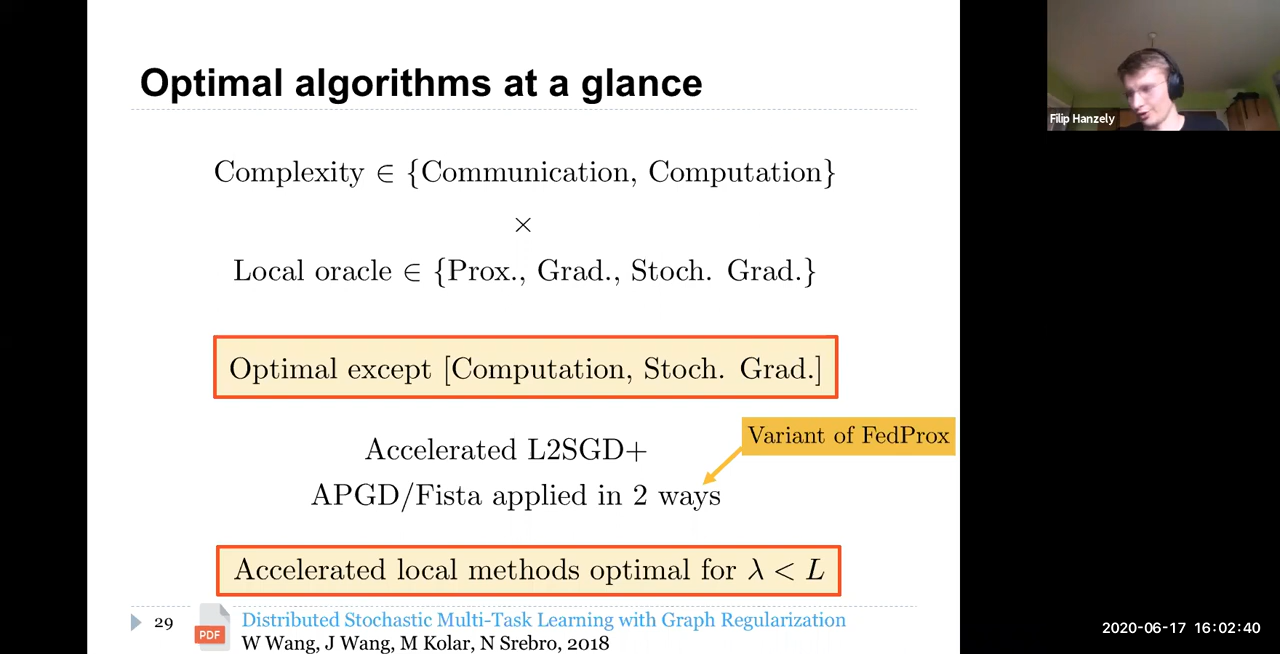 Optimal algorithms at a glance
Filip Hanzely
Complexity ∈ {Communication, Computation}
×
Local oracle ∈ {Prox., Grad., Stoch. Grad.}
Optimal except [Computation, Stoch. Grad.]
Variant of FedProx
Accelerated L2SGD+
APGD/Fista applied in 2 ways
Accelerated local methods optimal for λ < L
29
PDF
Distributed Stochastic Multi-Task Learning with Graph Regularization
W Wang, J Wang, M Kolar, N Srebro, 2018
2020-06-17 16:02:40